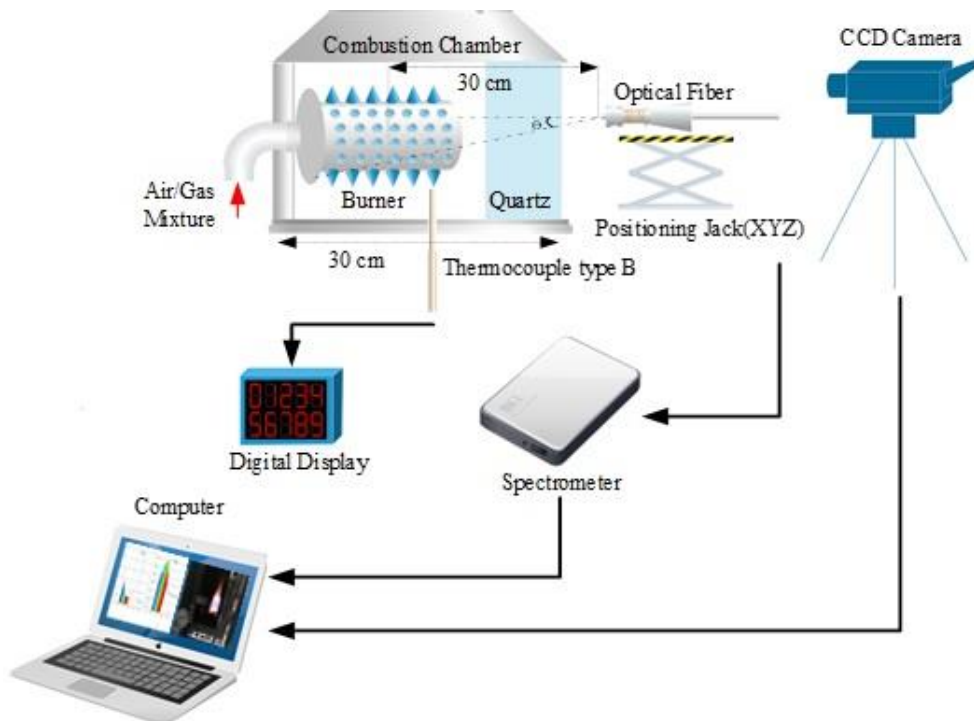 Combustion Chamber
30 cm
CCD Camera
Optical Fiber
Air/Gas
Mixture
Burner
Quartz
Positioning Jack(XYZ)
30 cm
Thermocouple type B
01234
56789
Digital Display
Spectrometer
Computer